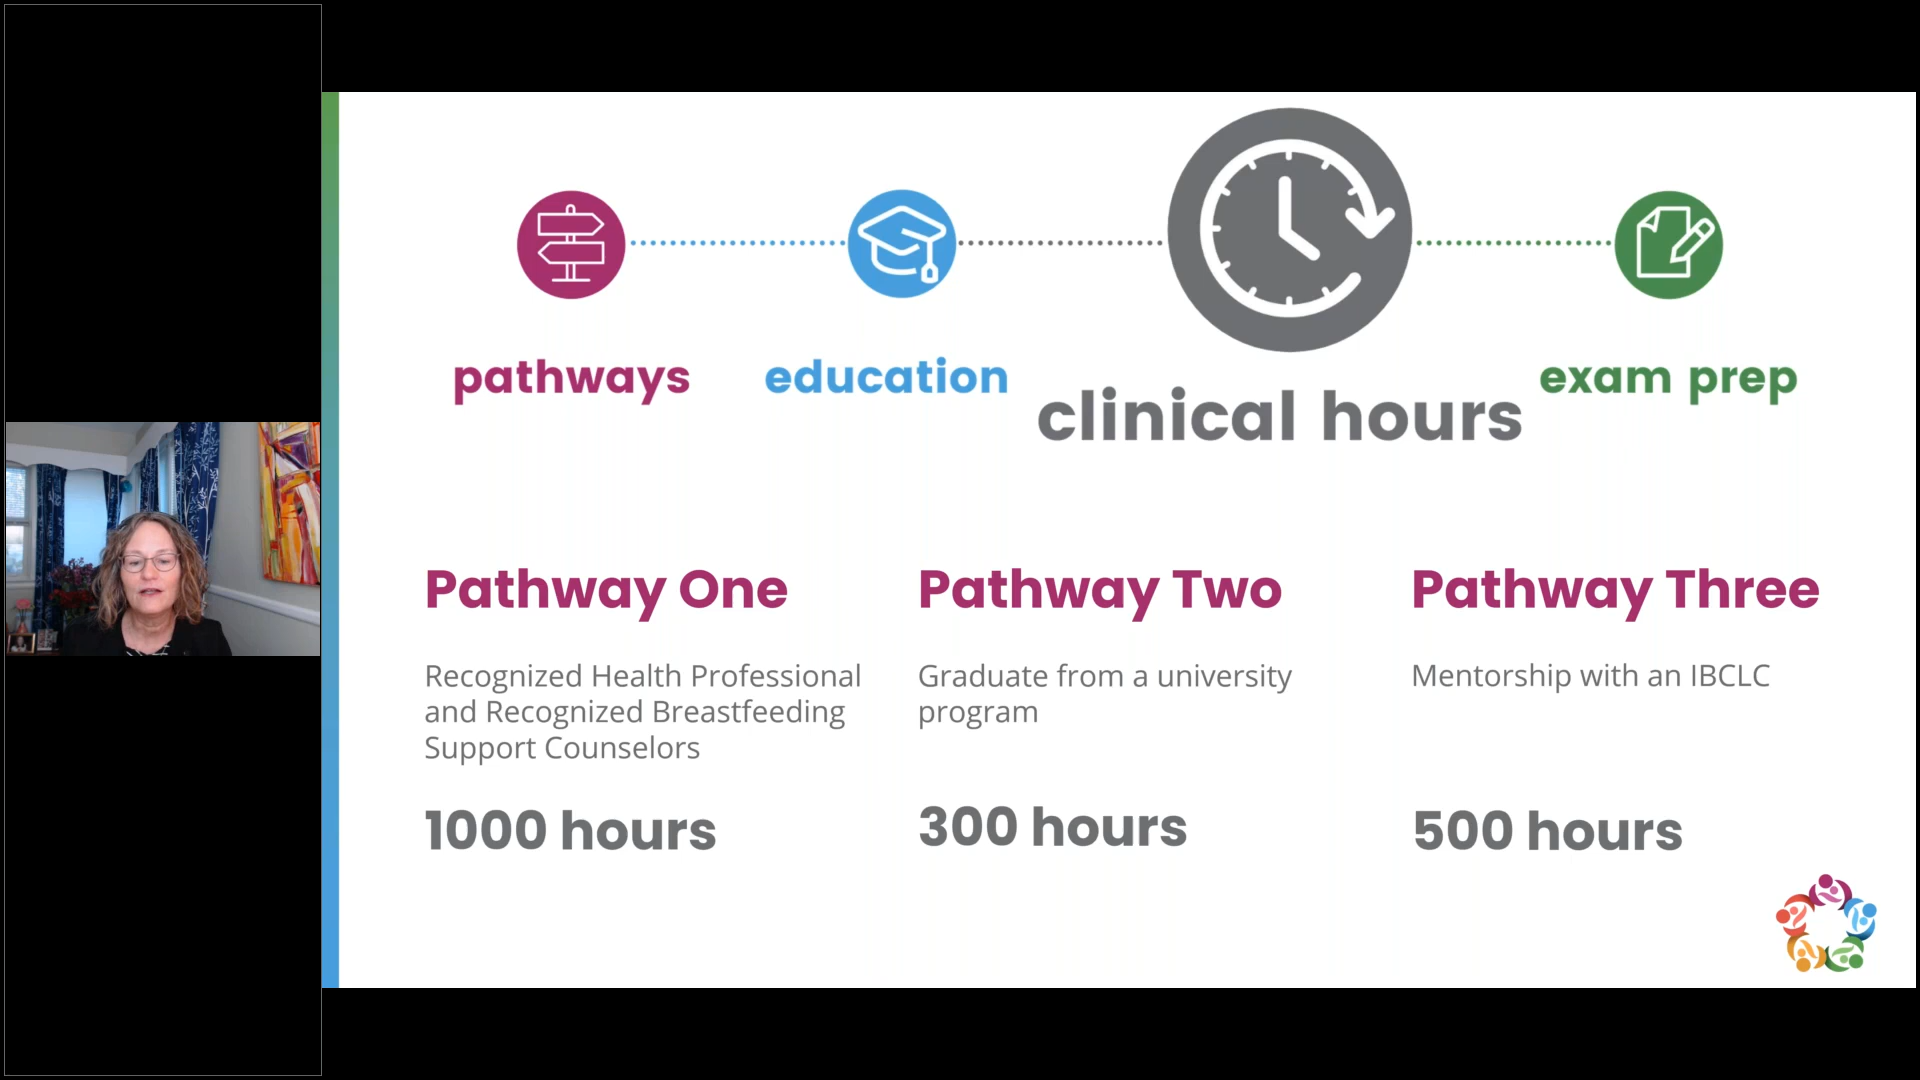 pathways
education
clinical hours
exam prep
Pathway One
Recognized Health Professional
and Recognized Breastfeeding
Support Counselors
1000 hours
Pathway Two
Graduate from a university
program
300 hours
Pathway Three
Mentorship with an IBCLC
500 hours